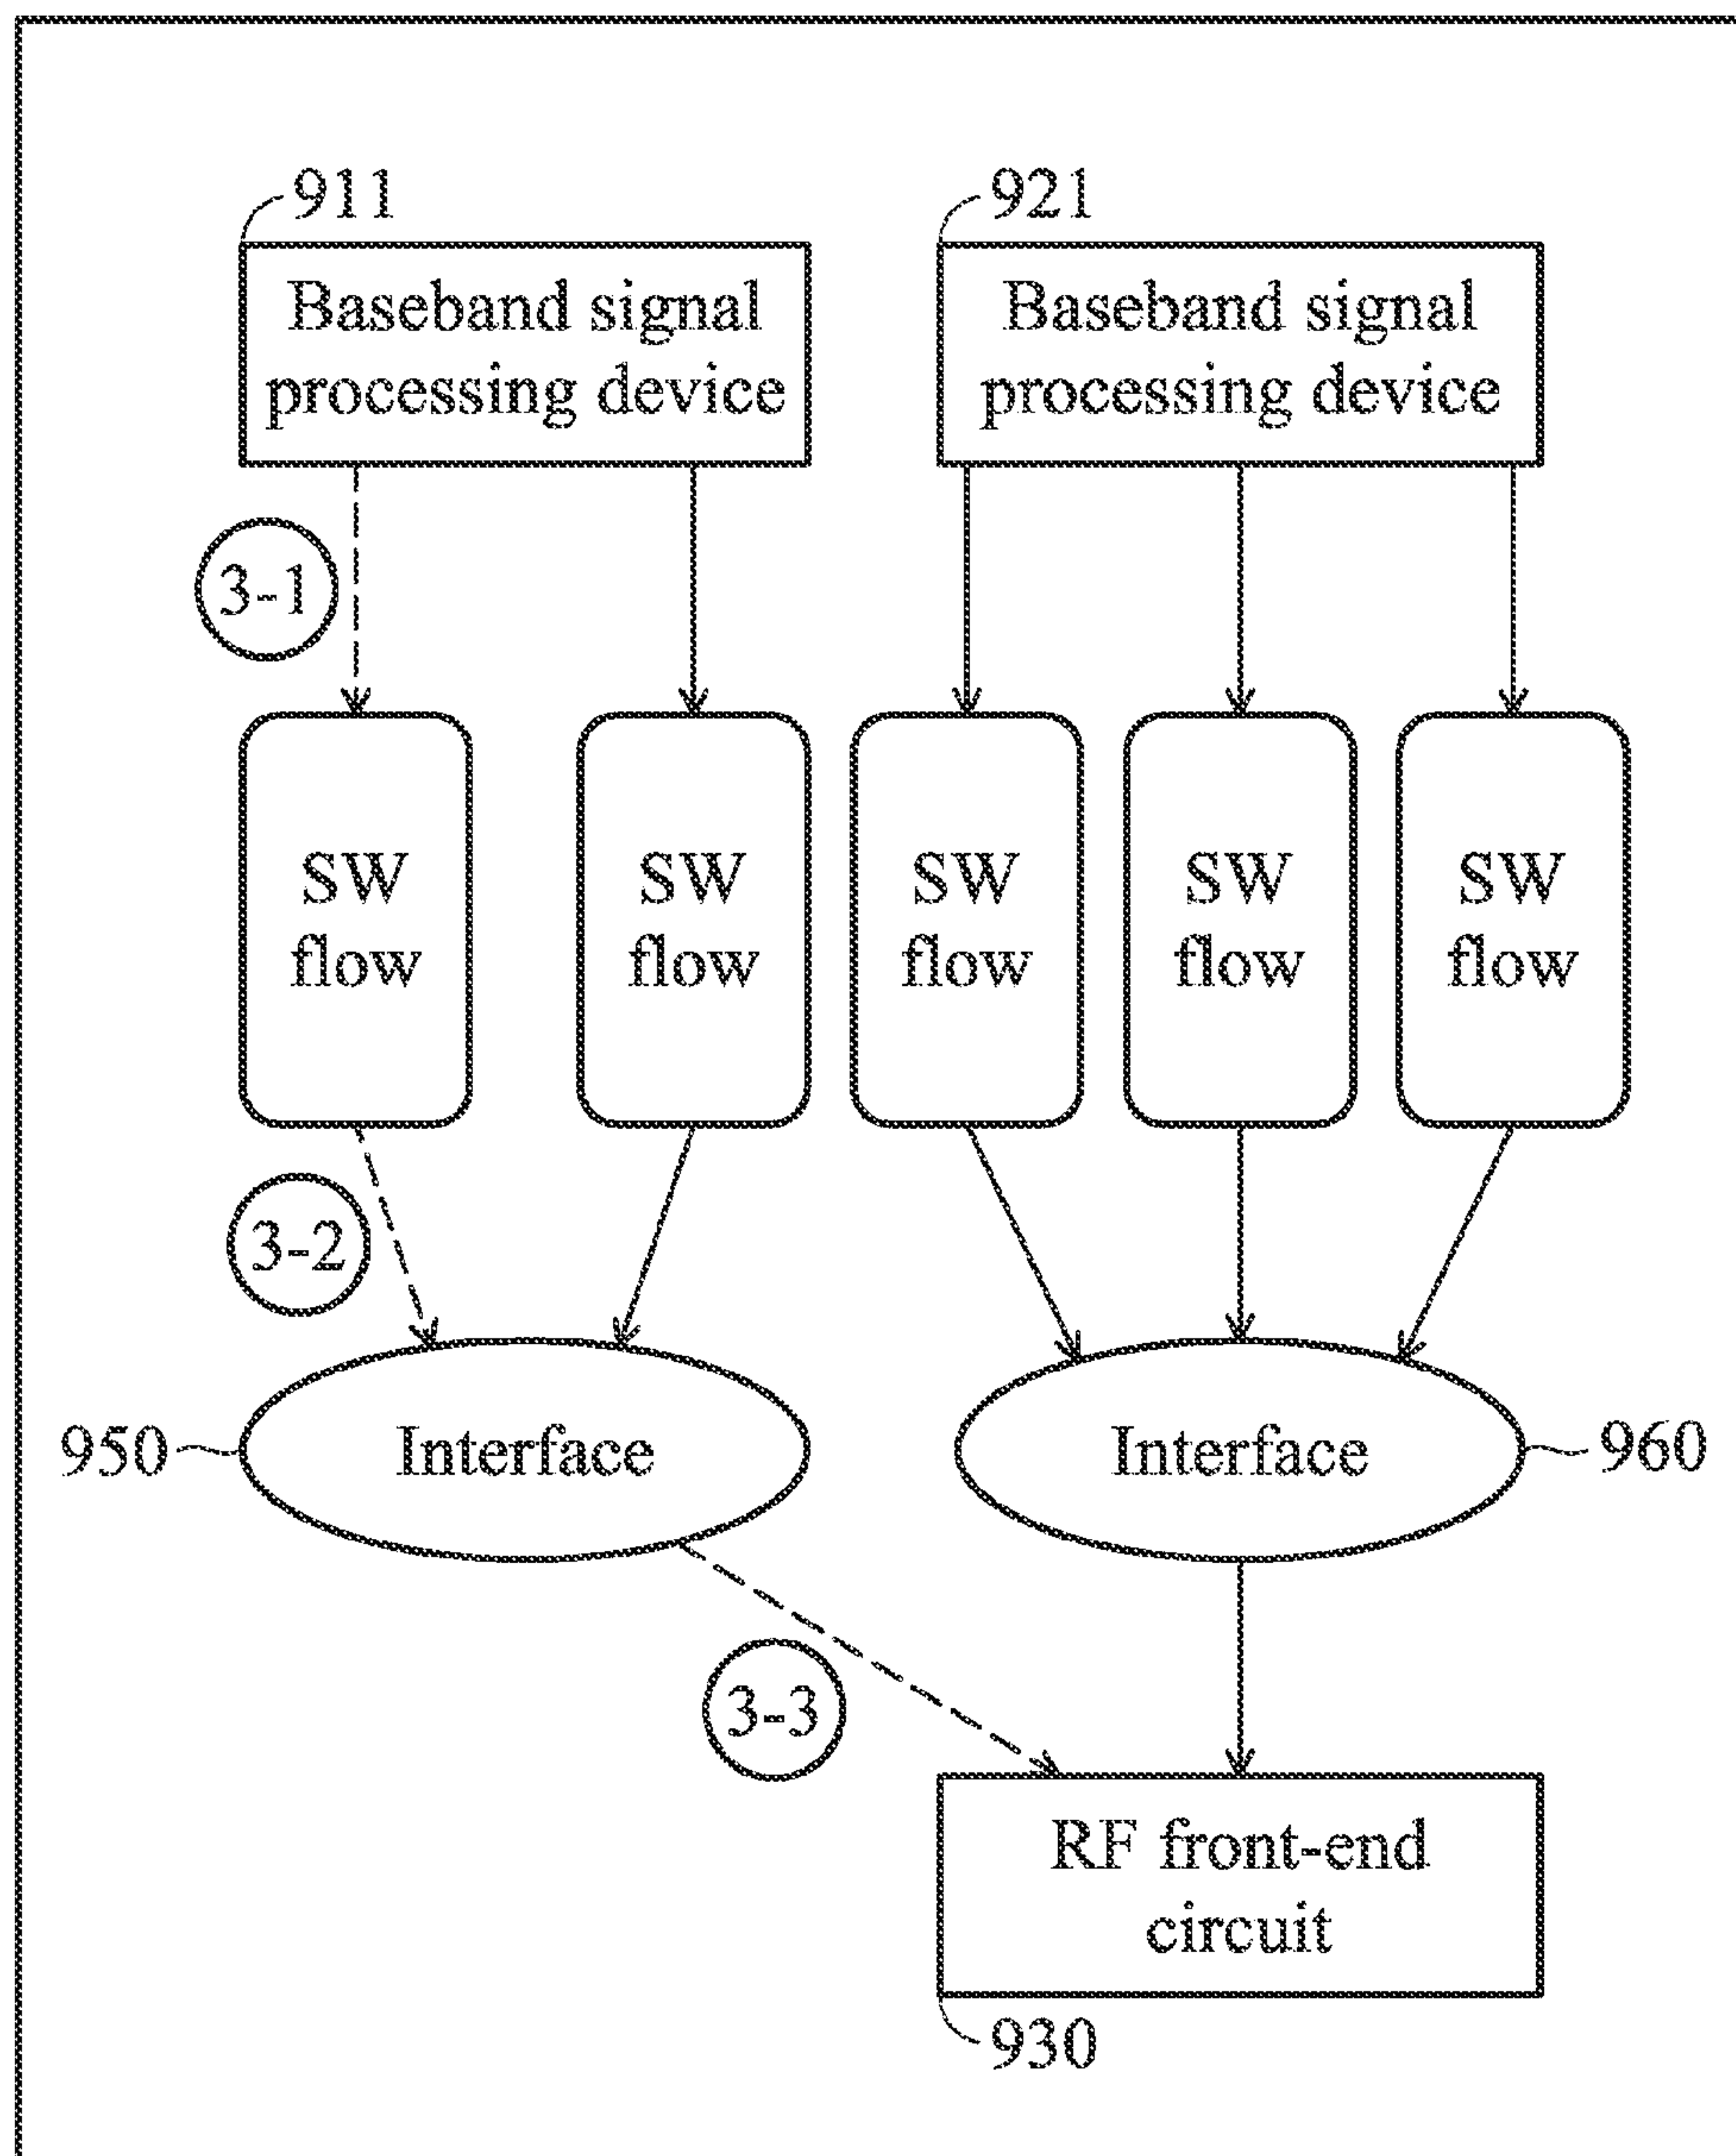 911
921
Baseband signal
processing device
Baseband signal
processing device
3-1
SW
flow
SW
flow
SW
flow
SW
flow
SW
flow
3-2
950
Interface
Interface
960
3-3
RF front-end
circuit
930